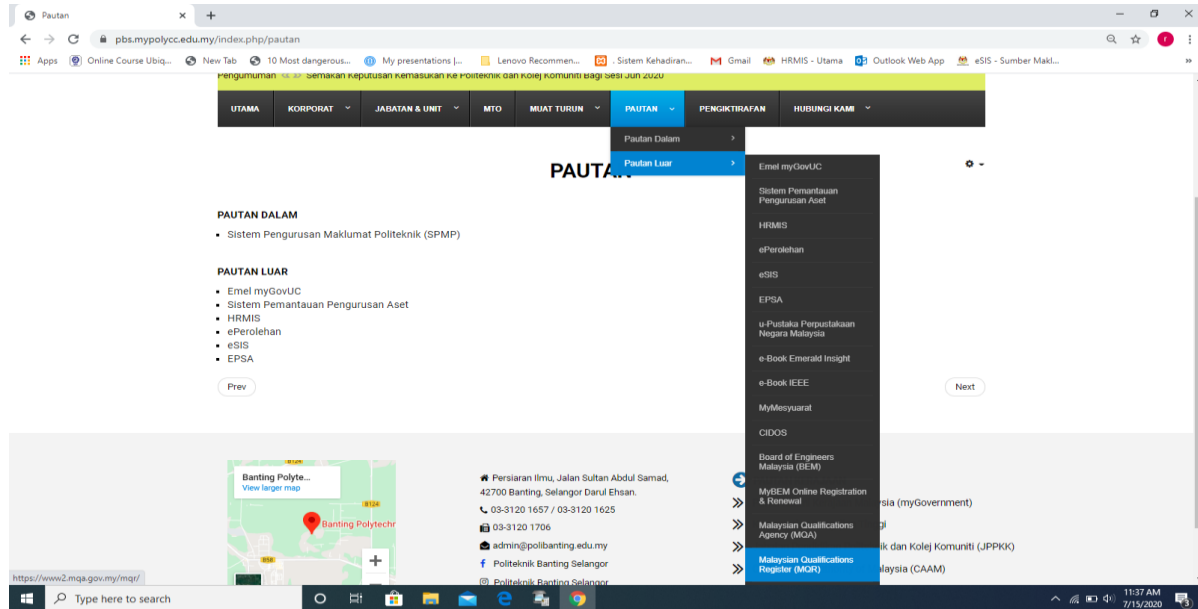 Pautan
pbs.mypolycc.edu.my/index.php/pautan
Apps Online Course Ubiq... New Tab 10 Most dangerous... My presentations |... Lenovo Recommen... . Sistem Kehadiran... Gmail HRMIS - Utama Outlook Web App eSIS - Sumber Makl... »
Pengumuman Semakan Keputusan Kemasukan Ke Politeknik dan Kolej Komuniti Bagi Sesi Jun 2020
UTAMA KORPORAT JABATAN & UNIT MTO MUAT TURUN PAUTAN PENGIKTIRAFAN HUBUNGI KAMI
Pautan Dalam
Pautan Luar
PAUTAN
Emel myGovUC
Sistem Pemantauan
Pengurusan Aset
HRMIS
ePerolehan
eSIS
EPSA
u-Pustaka Perpustakaan
Negara Malaysia
e-Book Emerald Insight
e-Book IEEE
MyMesyuarat
CIDOS
Board of Engineers
Malaysia (BEM)
MyBEM Online Registration
& Renewal
Malaysian Qualifications
Agency (MQA)
Malaysian Qualifications
Register (MQR)
PAUTAN DALAM
Sistem Pengurusan Maklumat Politeknik (SPMP)
PAUTAN LUAR
Emel myGovUC
Sistem Pemantauan Pengurusan Aset
HRMIS
ePerolehan
eSIS
EPSA
Prev
Next
Banting Polyte...
View larger map
B124
B124
Banting Polytechr
B58
Persiaran Ilmu, Jalan Sultan Abdul Samad,
42700 Banting, Selangor Darul Ehsan.
03-3120 1657 / 03-3120 1625
03-3120 1706
admin@polibanting.edu.my
Politeknik Banting Selangor
Politeknik Banting Selangor
ysia (myGovernment)
gi
ik dan Kolej Komuniti (JPPKK)
alaysia (CAAM)
https://www2.mqa.gov.my/mqr/
Type here to search
11:37 AM
7/15/2020